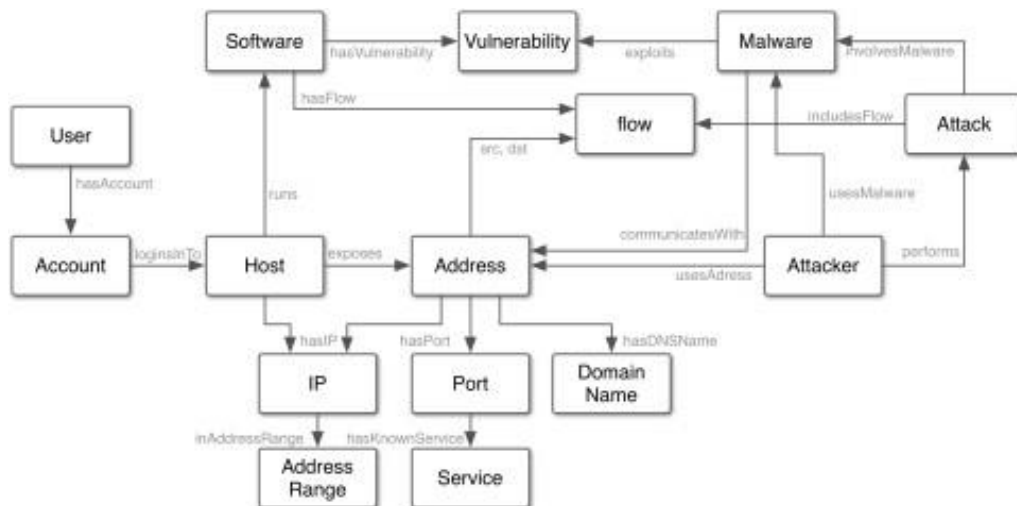 Software
hasVulnerability
Vulnerability
exploits
Malware
involvesMalware
hasFlow
User
flow
includesFlow
Attack
src, dst
hasAccount
runs
usesMalware
communicatesWith
Account
loginsInTo
Host
exposes
Address
usesAdress
Attacker
performs
hasIP
hasPort
hasDNSName
IP
Port
Domain
Name
inAddressRange
hasKnownService
Address
Range
Service